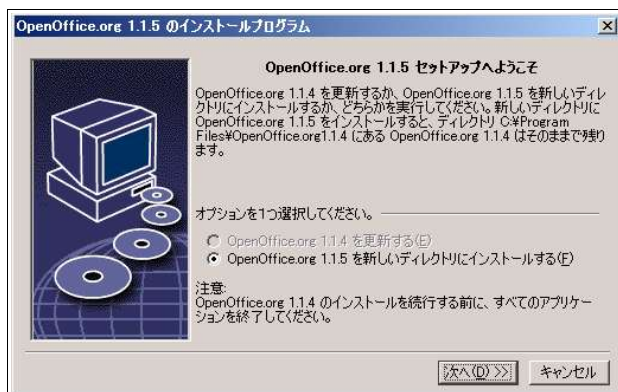 OpenOffice.org 1.1.5 のインストールプログラム
OpenOffice.org 1.1.5 セットアップへようこそ
OpenOffice.org 1.1.4 を更新するか、OpenOffice.org 1.1.5 を新しいディレ
クトリにインストールするか、どちらかを実行してください。新しいディレクトリに
OpenOffice.org 1.1.5 をインストールすると、ディレクトリ C:¥Program
Files¥OpenOffice.org1.1.4 にある OpenOffice.org 1.1.4 はそのままで残り
ます。
オプションを1つ選択してください。
OpenOffice.org 1.1.4 を更新する(E)
OpenOffice.org 1.1.5 を新しいディレクトリにインストールする(F)
注意:
OpenOffice.org 1.1.4 のインストールを続行する前に、すべてのアプリケー
ションを終了してください。
次へ(D) >>
キャンセル